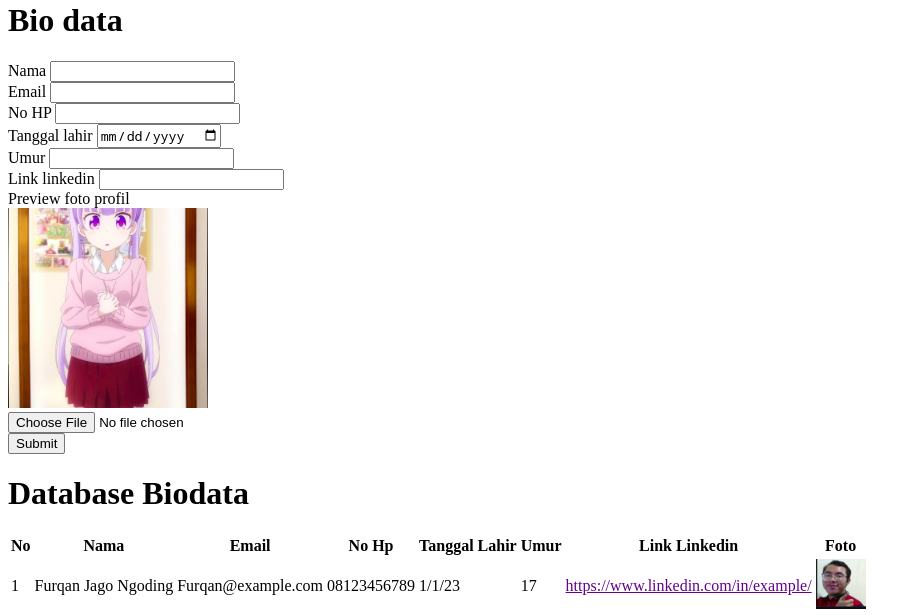 Bio data
Nama
Email
No HP
Tanggal lahir mm/dd/yyyy
Umur
Link linkedin
Preview foto profil
Choose File No file chosen
Submit
Database Biodata
No Nama Email No Hp Tanggal Lahir Umur Link Linkedin Foto
1 Furqan Jago Ngoding Furqan@example.com 08123456789 1/1/23 17 https://www.linkedin.com/in/example/